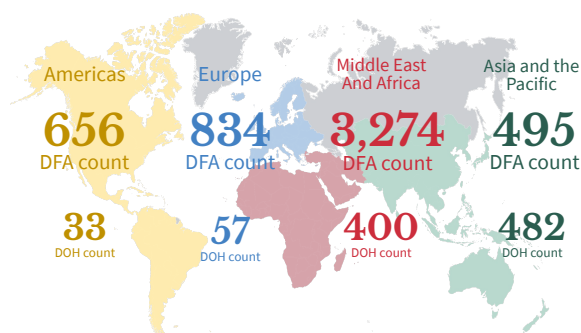 Americas
656
DFA count
33
DOH count
Europe
834
DFA count
57
DOH count
Middle East
And Africa
3,274
DFA count
400
DOH count
Asia and the
Pacific
495
DFA count
482
DOH count